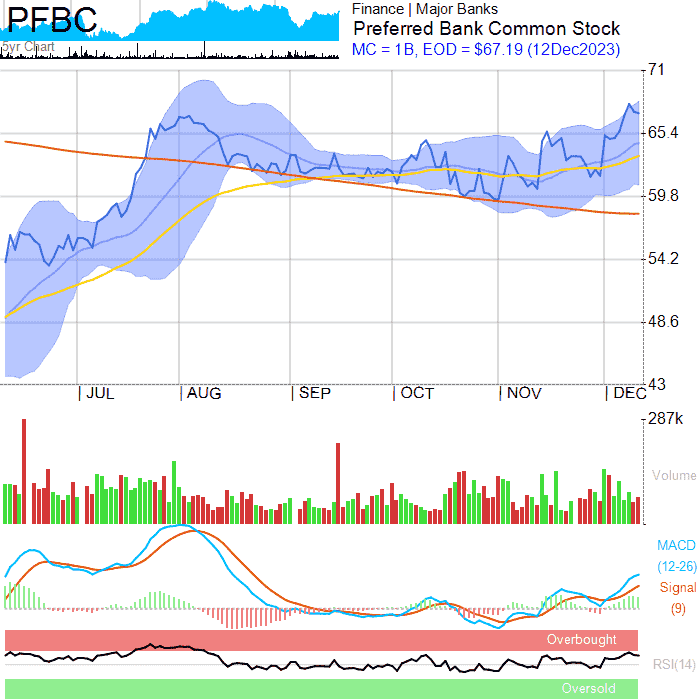 PFBC
5yr Chart
Finance | Major Banks
Preferred Bank Common Stock
MC = 1B, EOD = $67.19 (12Dec2023)
71
65.4
59.8
54.2
48.6
43
JUL AUG SEP OCT NOV DEC
287k
Volume
MACD
(12-26)
Signal
(9)
Overbought
RSI(14)
Oversold